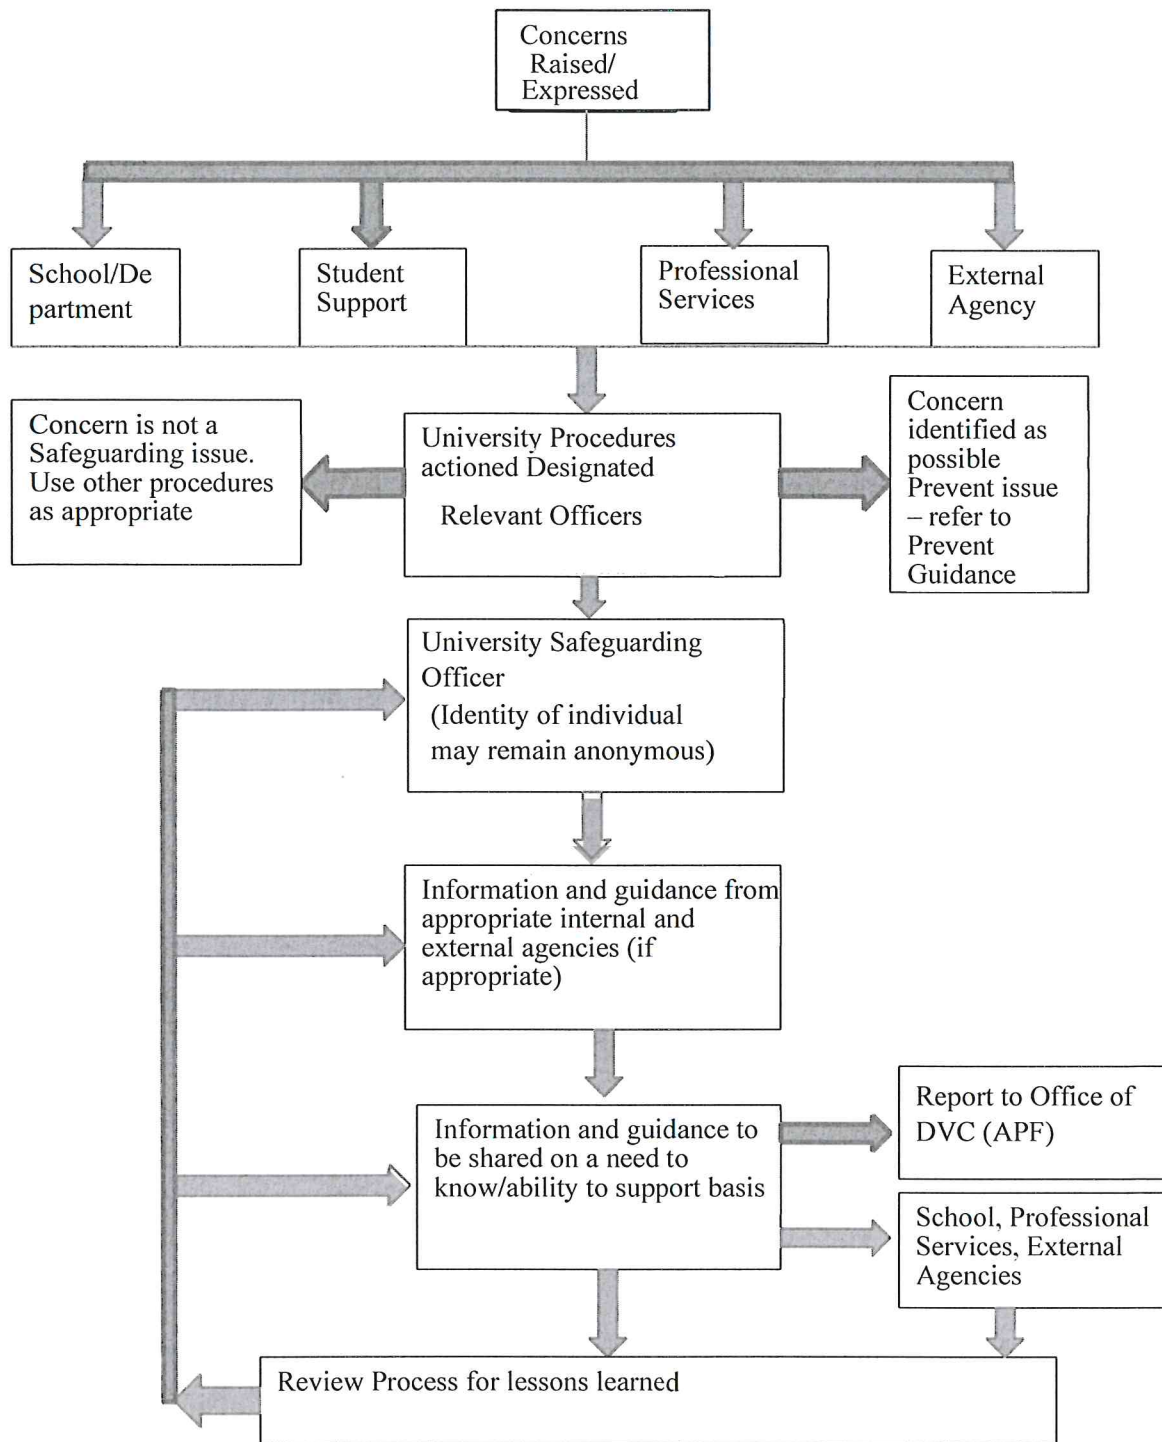 Concerns
Raised/
Expressed
School/De
partment
Student
Support
Professional
Services
External
Agency
Concern is not a
Safeguarding issue.
Use other procedures
as appropriate
University Procedures
actioned Designated
Relevant Officers
Concern
identified as
possible
Prevent issue
– refer to
Prevent
Guidance
University Safeguarding
Officer
(Identity of individual
may remain anonymous)
Information and guidance from
appropriate internal and
external agencies (if
appropriate)
Information and guidance to
be shared on a need to
know/ability to support basis
Report to Office of
DVC (APF)
School, Professional
Services, External
Agencies
Review Process for lessons learned